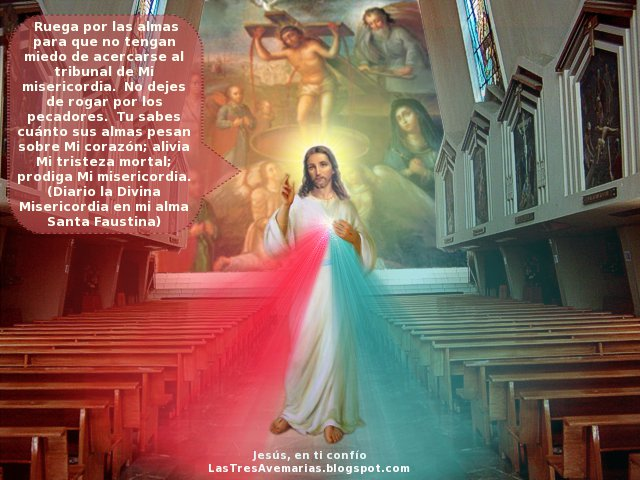 Ruega por las almas
para que no tengan
miedo de acercarse al
tribunal de Mi
misericordia.  No dejes
de rogar por los
pecadores.  Tu sabes
cuánto sus almas pesan
sobre Mi corazón; alivia
Mi tristeza mortal;
prodiga Mi misericordia.
(Diario la Divina
Misericordia en mi alma
Santa Faustina)
Jesús, en ti confío
LasTresAvemarias.blogspot.com